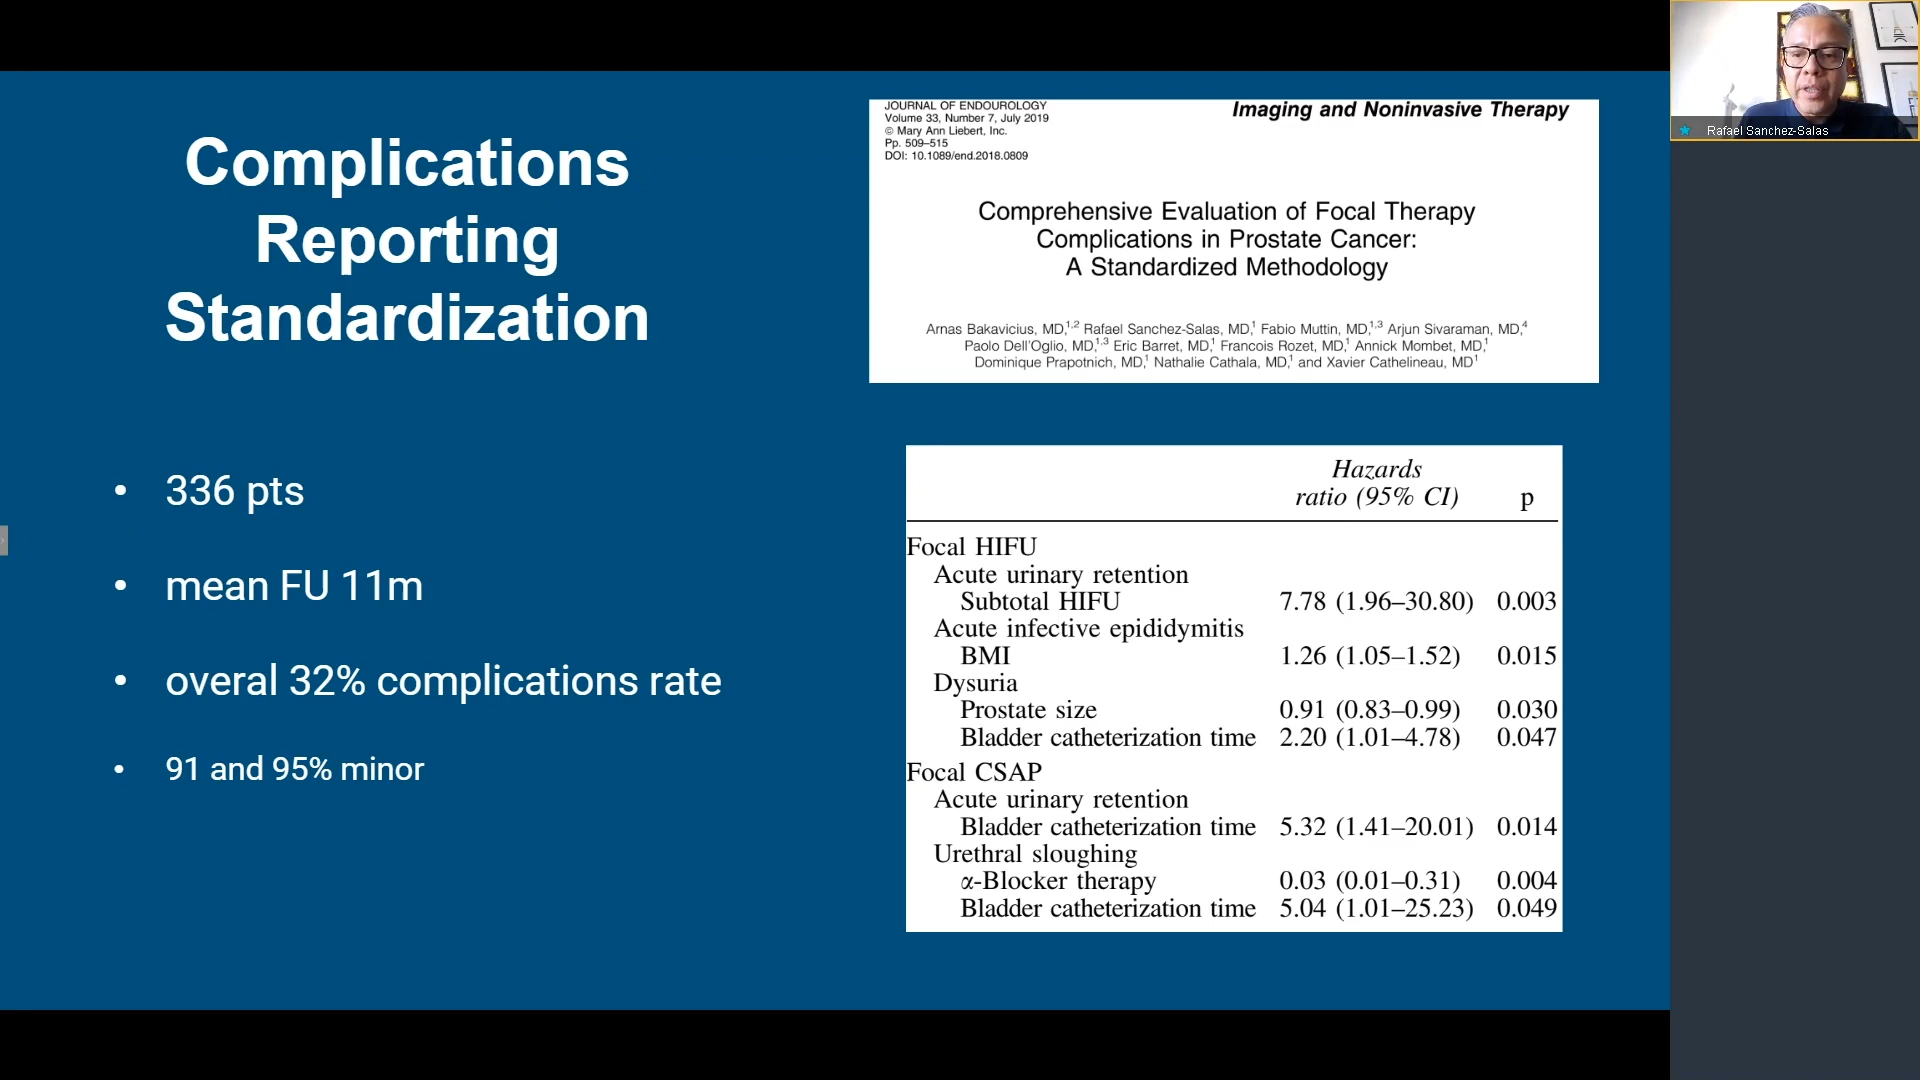 Complications
Reporting
Standardization
• 336 pts
• mean FU 11m
• overal 32% complications rate
• 91 and 95% minor
JOURNAL OF ENDOUROLOGY
Volume 33, Number 7, July 2019
© Mary Ann Liebert, Inc.
Pp. 509–515
DOI: 10.1089/end.2018.0809
Imaging and Noninvasive Therapy
Comprehensive Evaluation of Focal Therapy
Complications in Prostate Cancer:
A Standardized Methodology
Arnas Bakavicius, MD,1,2 Rafael Sanchez-Salas, MD,1 Fabio Muttin, MD,1,3 Arjun Sivaraman, MD,4
Paolo Dell'Oglio, MD,1,3 Eric Barret, MD,1 Francois Rozet, MD,1 Annick Mombet, MD,1
Dominique Prapotnich, MD,1 Nathalie Cathala, MD,1 and Xavier Cathelineau, MD1
Hazards
ratio (95% CI) p
Focal HIFU
Acute urinary retention
Subtotal HIFU 7.78 (1.96–30.80) 0.003
Acute infective epididymitis
BMI 1.26 (1.05–1.52) 0.015
Dysuria
Prostate size 0.91 (0.83–0.99) 0.030
Bladder catheterization time 2.20 (1.01–4.78) 0.047
Focal CSAP
Acute urinary retention
Bladder catheterization time 5.32 (1.41–20.01) 0.014
Urethral sloughing
α-Blocker therapy 0.03 (0.01–0.31) 0.004
Bladder catheterization time 5.04 (1.01–25.23) 0.049
Rafael Sanchez-Salas